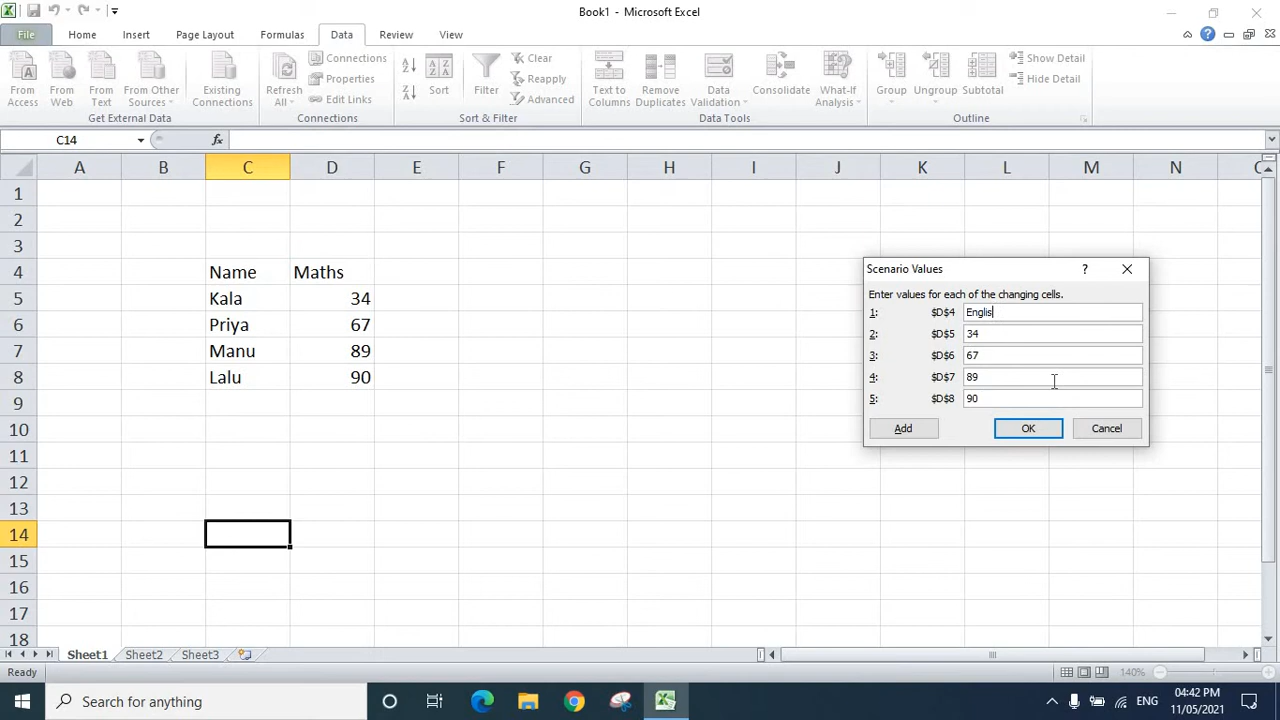 Book1 - Microsoft Excel
File Home Insert Page Layout Formulas Data Review View
From Access
From Web
From Text
From Other Sources
Existing Connections
Get External Data
Refresh All
Connections
Properties
Edit Links
Connections
Sort
Filter
Clear
Reapply
Advanced
Sort & Filter
Text to Columns
Remove Duplicates
Data Validation
Consolidate
What-If Analysis
Data Tools
Group
Ungroup
Subtotal
Show Detail
Hide Detail
Outline
C14 fx
A B C D E F G H I J K L M N
1
2
3
4 Name Maths
5 Kala 34
6 Priya 67
7 Manu 89
8 Lalu 90
9
10
11
12
13
14
15
16
17
18
Scenario Values ?
Enter values for each of the changing cells.
1: $D$4 Englis
2: $D$5 34
3: $D$6 67
4: $D$7 89
5: $D$8 90
Add OK Cancel
Sheet1 Sheet2 Sheet3
Ready 140%
Search for anything
ENG
04:42 PM
11/05/2021